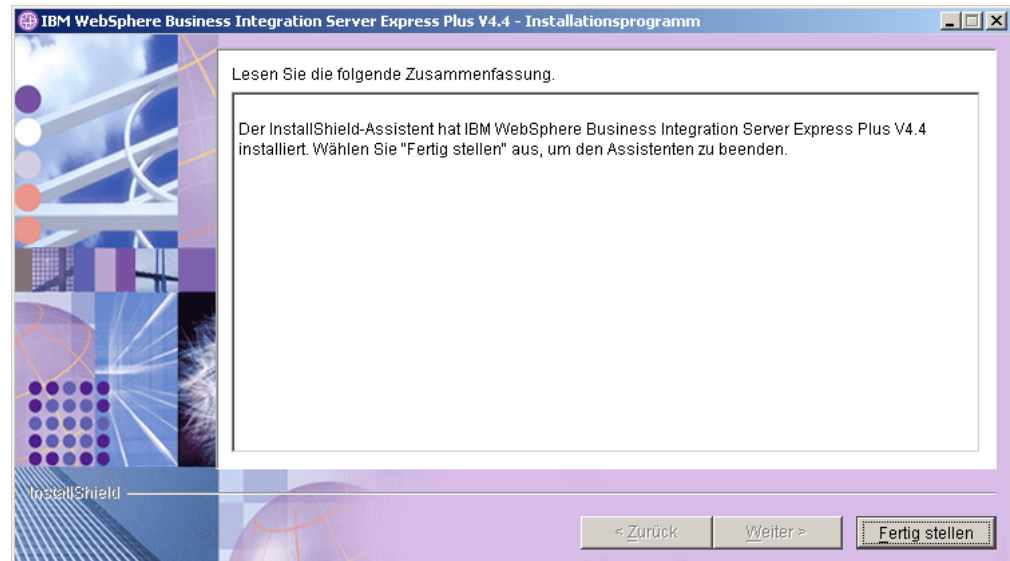 IBM WebSphere Business Integration Server Express Plus V4.4 - Installationsprogramm
Lesen Sie die folgende Zusammenfassung.
Der InstallShield-Assistent hat IBM WebSphere Business Integration Server Express Plus V4.4
installiert. Wählen Sie "Fertig stellen" aus, um den Assistenten zu beenden.
InstallShield
< Zurück
Weiter >
Fertig stellen